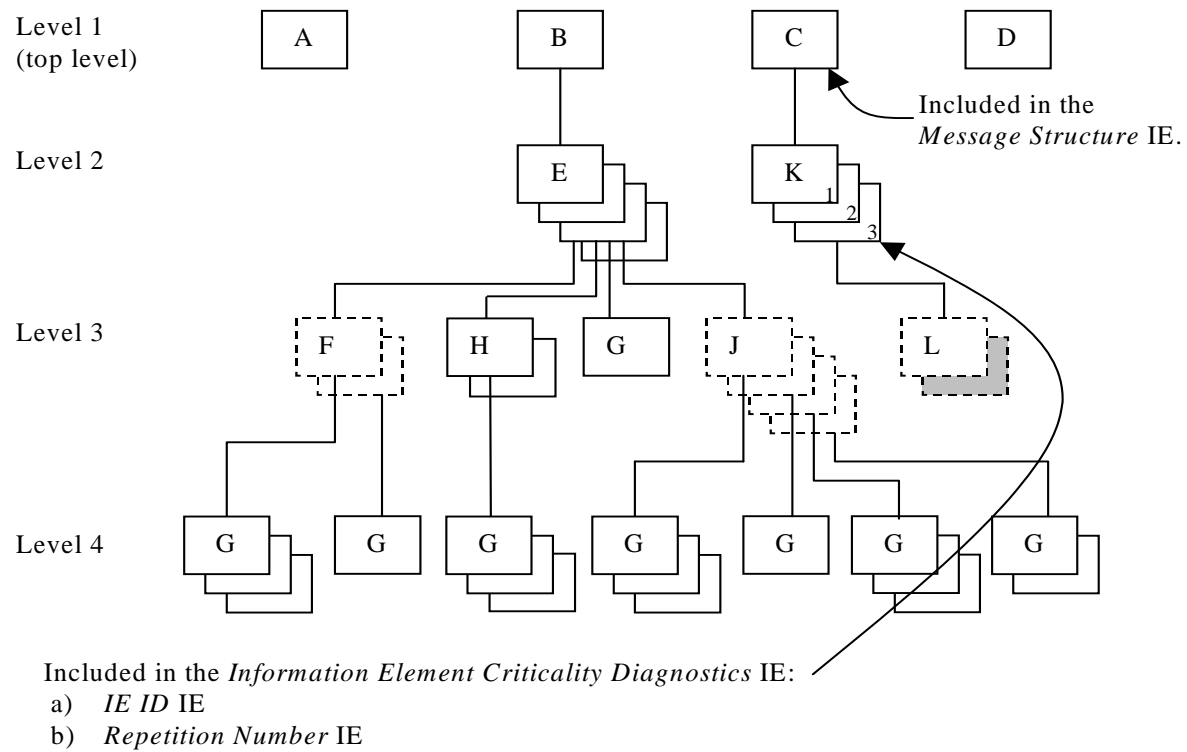 Level 1
(top level)
A
B
C
D
Included in the
Message Structure IE.
Level 2
E
K
1
2
3
Level 3
F
H
G
J
L
Level 4
G
G
G
G
G
G
G
Included in the Information Element Criticality Diagnostics IE:
a) IE ID IE
b) Repetition Number IE